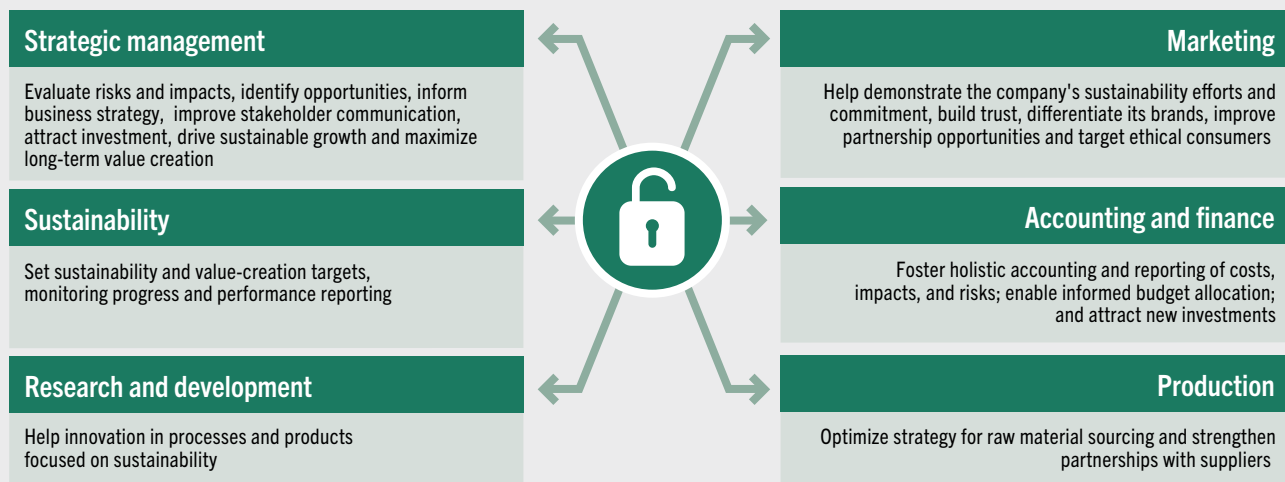 Strategic management
Evaluate risks and impacts, identify opportunities, inform
business strategy,  improve stakeholder communication,
attract investment, drive sustainable growth and maximize
long-term value creation
Sustainability
Set sustainability and value-creation targets,
monitoring progress and performance reporting
Research and development
Help innovation in processes and products
focused on sustainability
Marketing
Help demonstrate the company's sustainability efforts and
commitment, build trust, differentiate its brands, improve
partnership opportunities and target ethical consumers
Accounting and finance
Foster holistic accounting and reporting of costs,
impacts, and risks; enable informed budget allocation;
and attract new investments
Production
Optimize strategy for raw material sourcing and strengthen
partnerships with suppliers